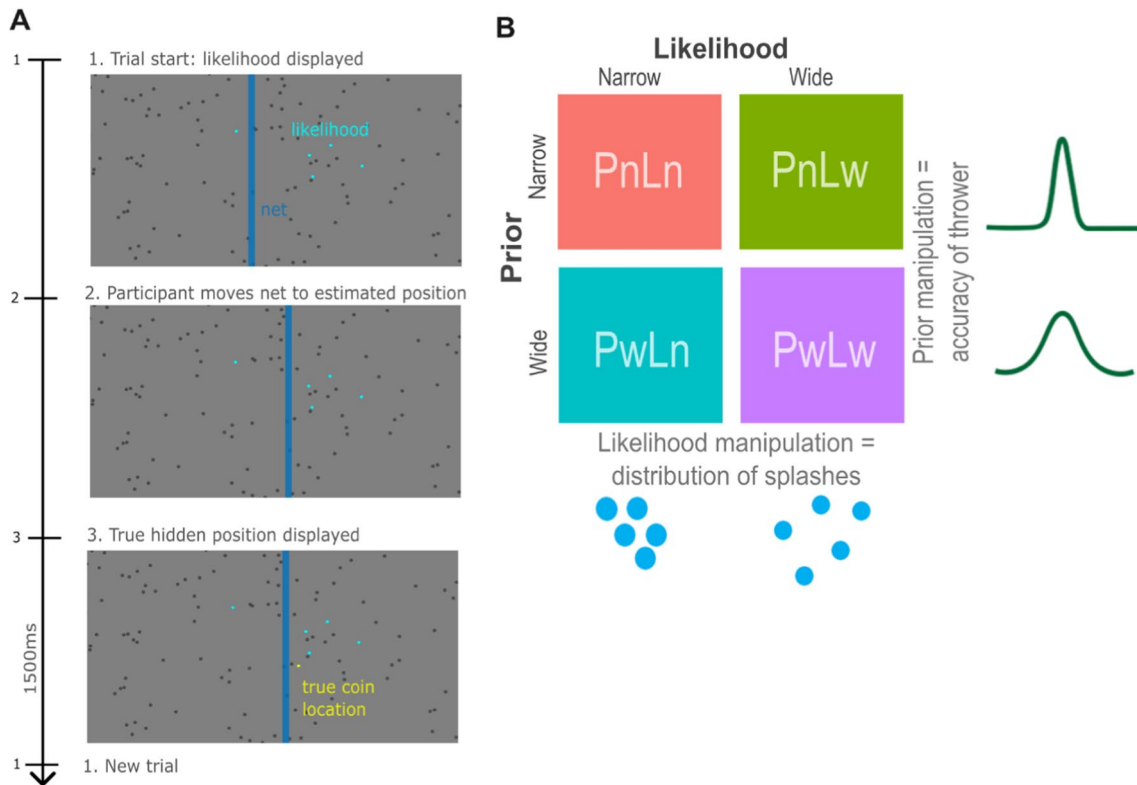 A
1
1. Trial start: likelihood displayed
likelihood
net
2
2. Participant moves net to estimated position
3
3. True hidden position displayed
true coin
location
1500ms
1
1. New trial
B
Likelihood
Narrow
Wide
Prior
Narrow
PnLn
PnLw
Wide
PwLn
PwLw
Prior manipulation =
accuracy of thrower
Likelihood manipulation =
distribution of splashes